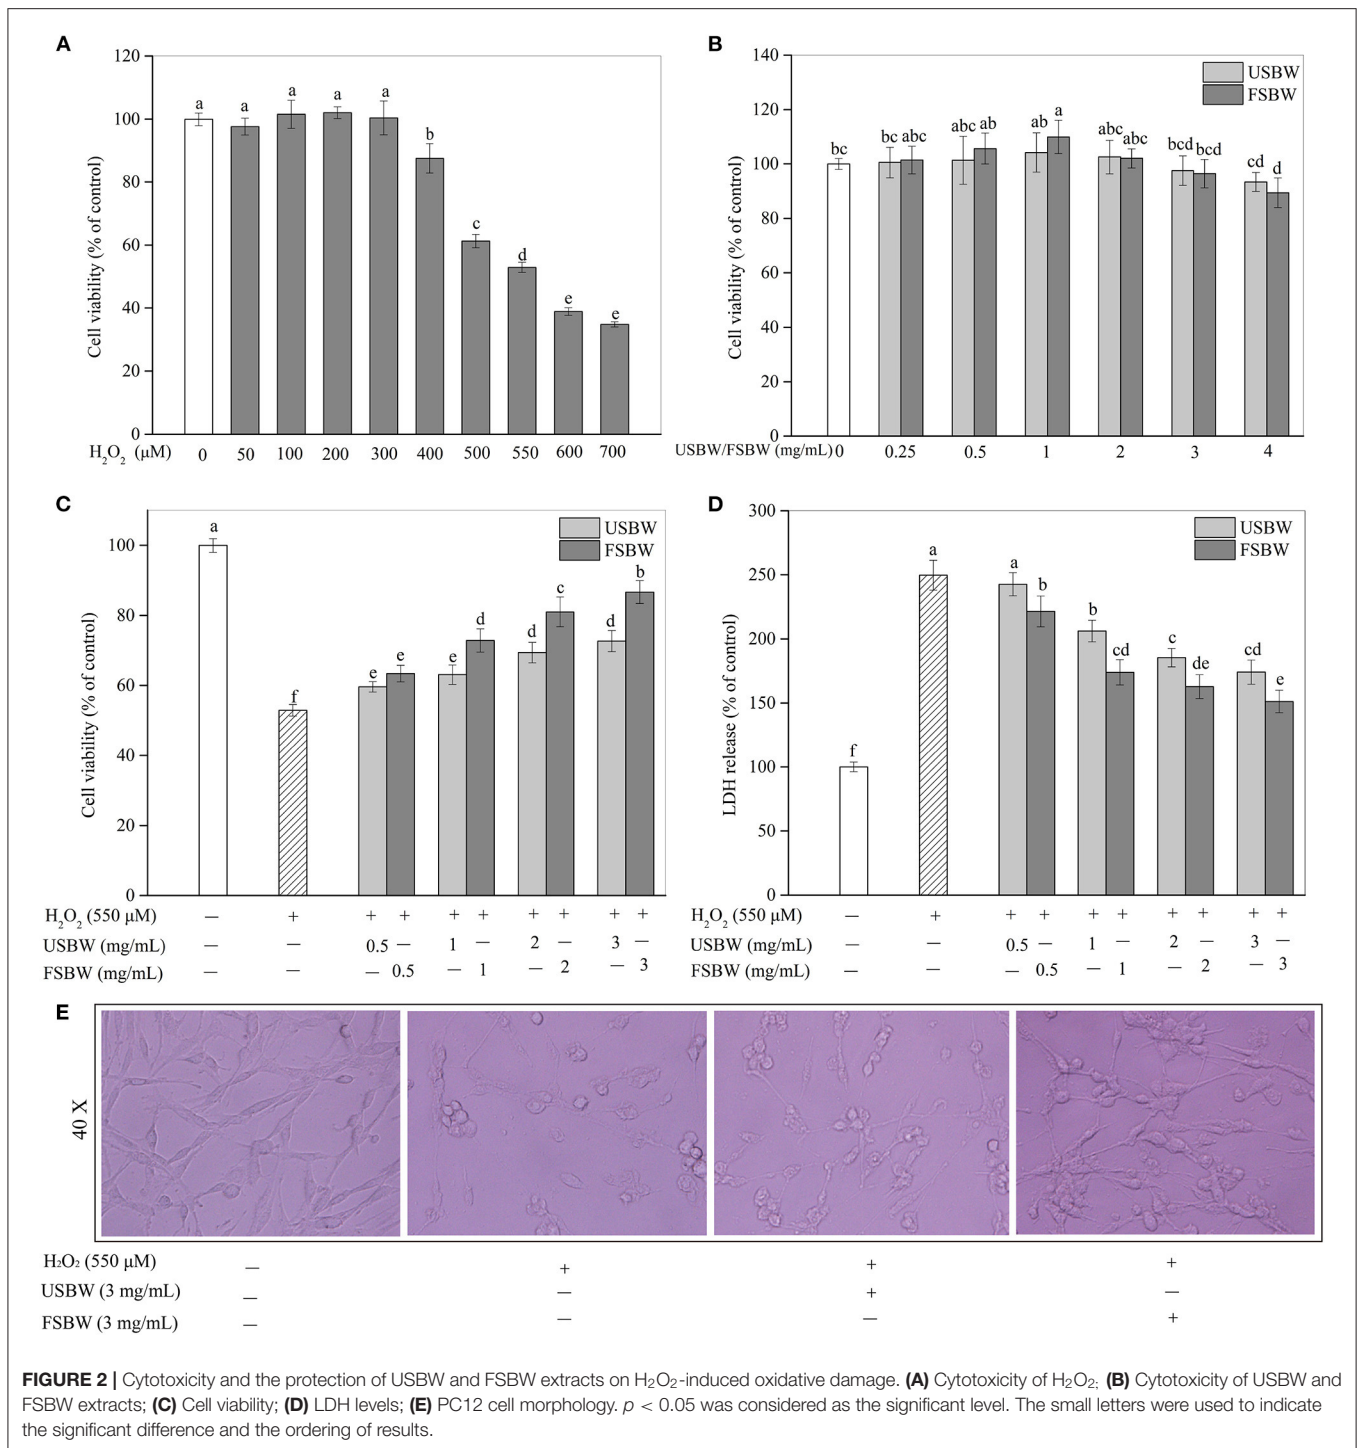 A
120
100
80
60
40
20
0
Cell viability (% of control)
a a a a a b c d e e
H2O2 (μM) 0 50 100 200 300 400 500 550 600 700
B
140
120
100
80
60
40
20
0
Cell viability (% of control)
USBW
FSBW
bc bc abc abc ab ab a abc abc bcd bcd cd d
USBW/FSBW (mg/mL) 0 0.25 0.5 1 2 3 4
C
100
80
60
40
20
0
Cell viability (% of control)
USBW
FSBW
a f e e e d d c d b
H2O2 (550 μM) — + + + + + + + + +
USBW (mg/mL) — — 0.5 — 1 — 2 — 3 —
FSBW (mg/mL) — — — 0.5 — 1 — 2 — 3
D
300
250
200
150
100
50
0
LDH release (% of control)
USBW
FSBW
f a a b b cd c de cd e
H2O2 (550 μM) — + + + + + + + + +
USBW (mg/mL) — — 0.5 — 1 — 2 — 3 —
FSBW (mg/mL) — — — 0.5 — 1 — 2 — 3
E
40 X
H2O2 (550 μM) — + + +
USBW (3 mg/mL) — — + —
FSBW (3 mg/mL) — — — +
FIGURE 2 | Cytotoxicity and the protection of USBW and FSBW extracts on H2O2-induced oxidative damage. (A) Cytotoxicity of H2O2; (B) Cytotoxicity of USBW and
FSBW extracts; (C) Cell viability; (D) LDH levels; (E) PC12 cell morphology. p < 0.05 was considered as the significant level. The small letters were used to indicate
the significant difference and the ordering of results.